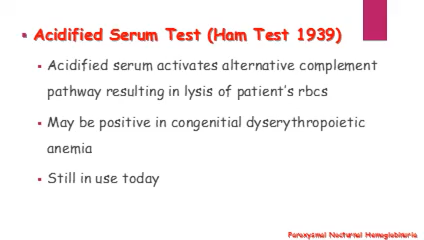 Acidified Serum Test (Ham Test 1939)
Acidified serum activates alternative complement
pathway resulting in lysis of patient's rbcs
May be positive in congenitial dyserythropoietic
anemia
Still in use today
Paroxysmal Nocturnal Hemoglobinuria